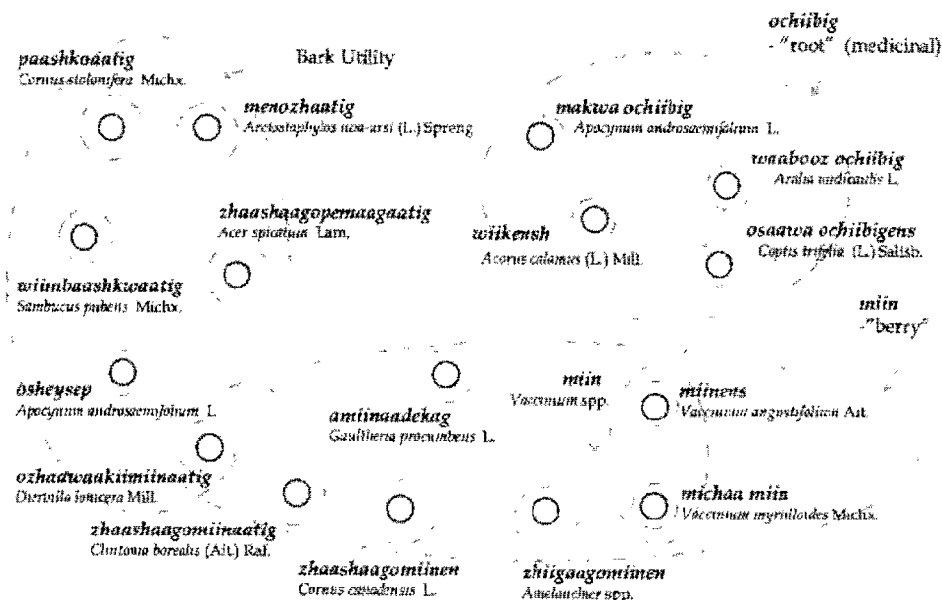 ochiibig
- "root" (medicinal)
Bark Utility
paashkoaatig
Cornus stolonifera Michx.
menozhaatig
Arctostaphylos uva-ursi (L.) Spreng
makwa ochiibig
Apocynum androsaemifolium L.
waabooz ochiibig
Aralia nudicaulis L.
zhaashaagopemaagaatig
Acer spicatum Lam.
wiikensh
Acorus calamus (L.) Mill.
osaawa ochiibigens
Coptis trifolia (L.) Salisb.
wiimbaashkwaatig
Sambucus pubens Michx.
miin
-"berry"
osheysep
Apocynum androsaemifolium L.
amiinaadekag
Gaultheria procumbens L.
miin
Vaccinium spp.
miinens
Vaccinium angustifolium Ait.
ozhaawaakiimiinaatig
Diervilla lonicera Mill.
michaa miin
Vaccinium myrtilloides Michx.
zhaashaagomiinaatig
Clintonia borealis (Ait.) Raf.
zhaashaagomiinen
Cornus canadensis L.
zhiigaagomiinen
Amelanchier spp.